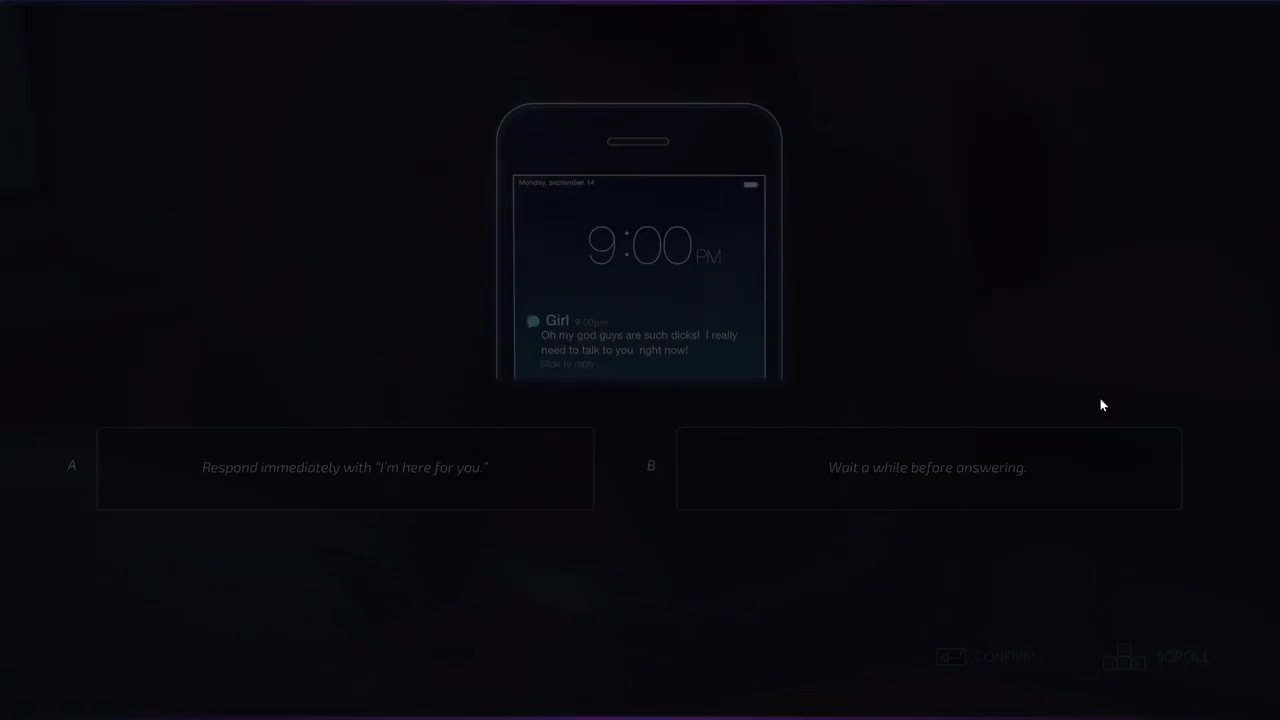 Monday, september 14
9:00 PM
Girl 9:00pm
Oh my god guys are such dicks! I really
need to talk to you right now!
Slide to reply
A Respond immediately with "I'm here for you."
B Wait a while before answering.
CONFIRM
SCROLL